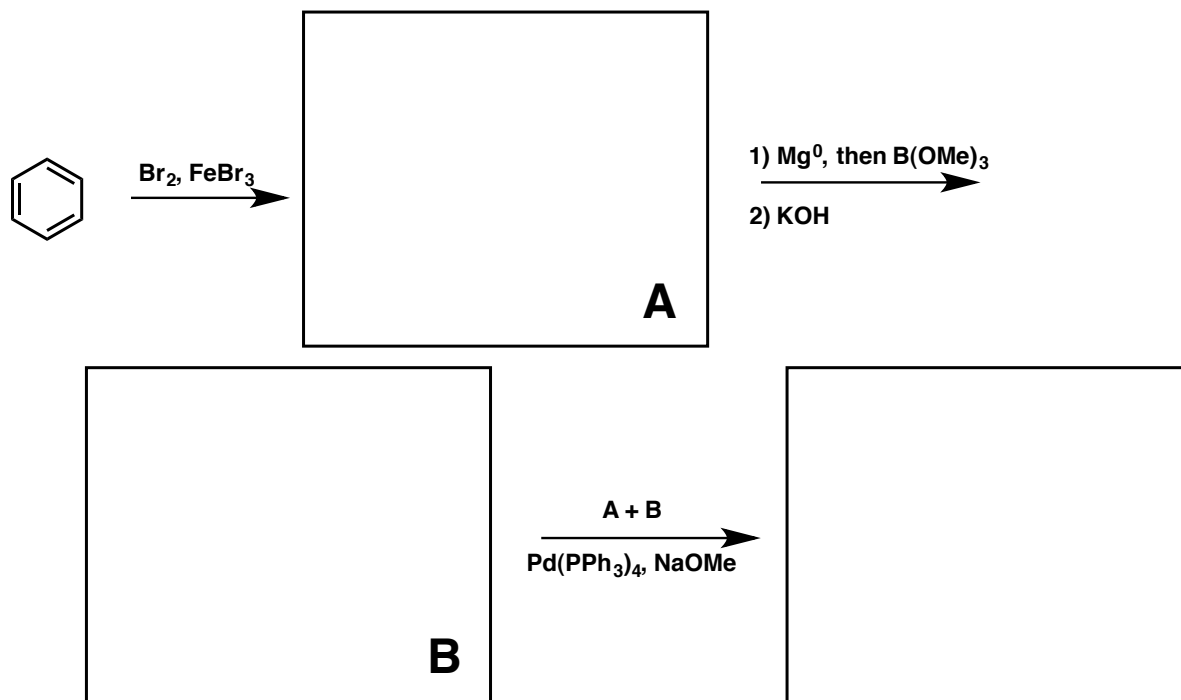 Br₂, FeBr₃
A
1) Mg⁰, then B(OMe)₃
2) KOH
B
A + B
Pd(PPh₃)₄, NaOMe